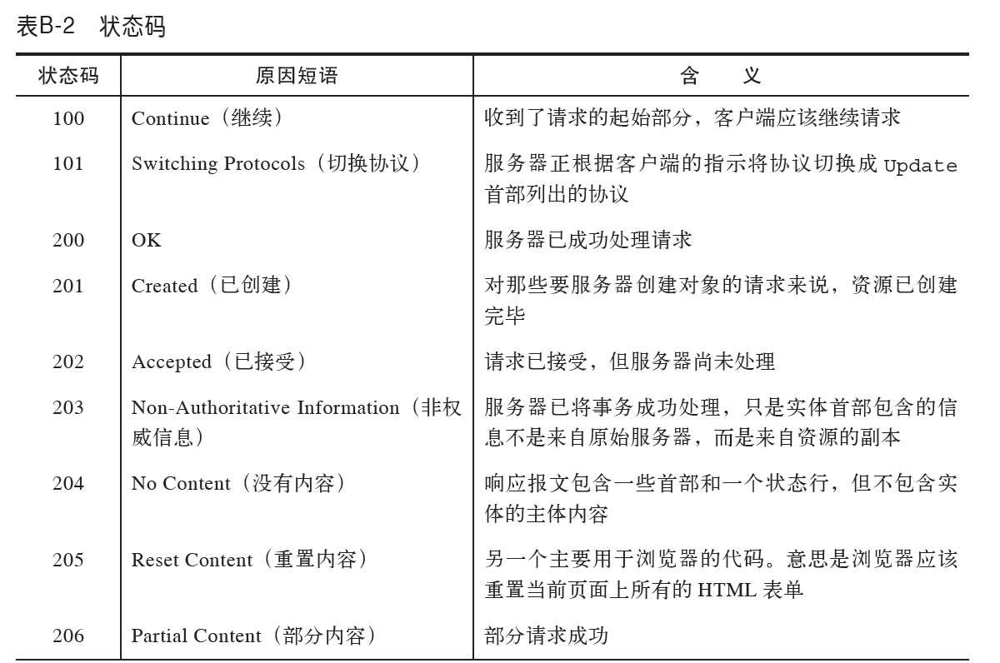 表B-2 状态码
状态码 原因短语 含 义
100 Continue（继续） 收到了请求的起始部分，客户端应该继续请求
101 Switching Protocols（切换协议） 服务器正根据客户端的指示将协议切换成 Update
首部列出的协议
200 OK 服务器已成功处理请求
201 Created（已创建） 对那些要服务器创建对象的请求来说，资源已创建
完毕
202 Accepted（已接受） 请求已接受，但服务器尚未处理
203 Non-Authoritative Information（非权 服务器已将事务成功处理，只是实体首部包含的信
威信息） 息不是来自原始服务器，而是来自资源的副本
204 No Content（没有内容） 响应报文包含一些首部和一个状态行，但不包含实
体的主体内容
205 Reset Content（重置内容） 另一个主要用于浏览器的代码。意思是浏览器应该
重置当前页面上所有的 HTML 表单
206 Partial Content（部分内容） 部分请求成功